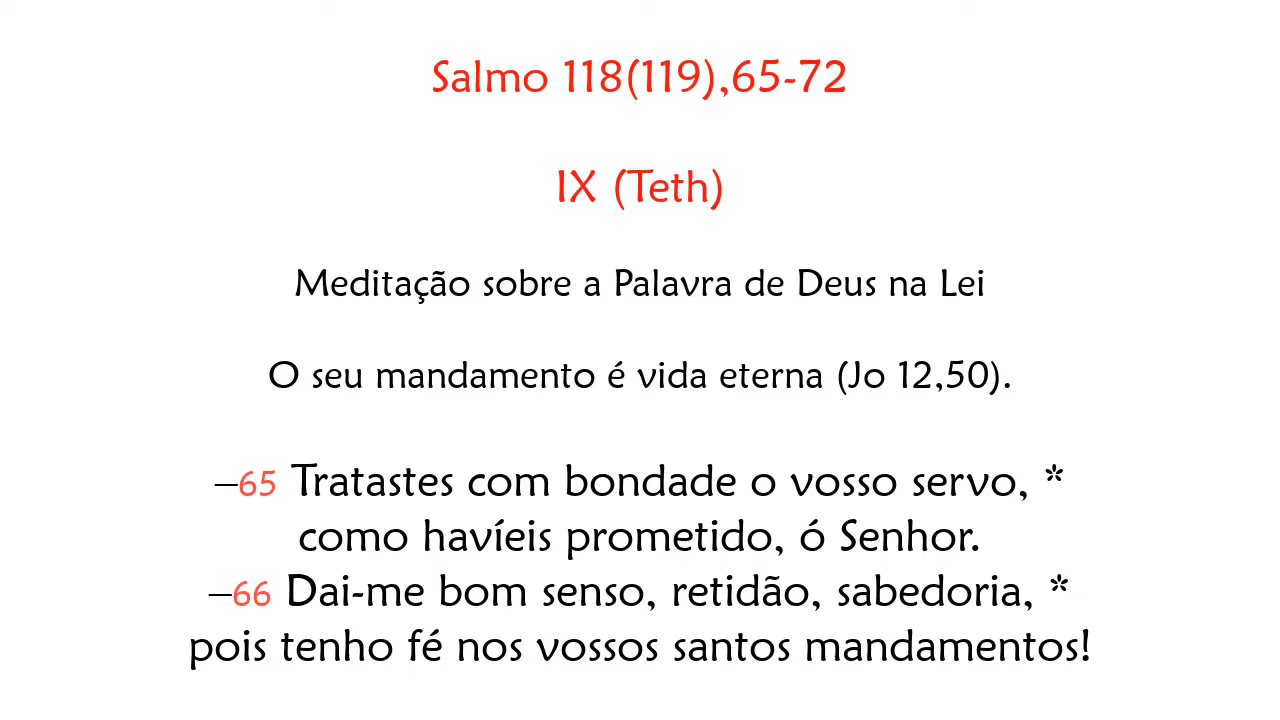 Salmo 118(119),65-72
IX (Teth)
Meditação sobre a Palavra de Deus na Lei
O seu mandamento é vida eterna (Jo 12,50).
–65 Tratastes com bondade o vosso servo, *
como havíeis prometido, ó Senhor.
–66 Dai-me bom senso, retidão, sabedoria, *
pois tenho fé nos vossos santos mandamentos!